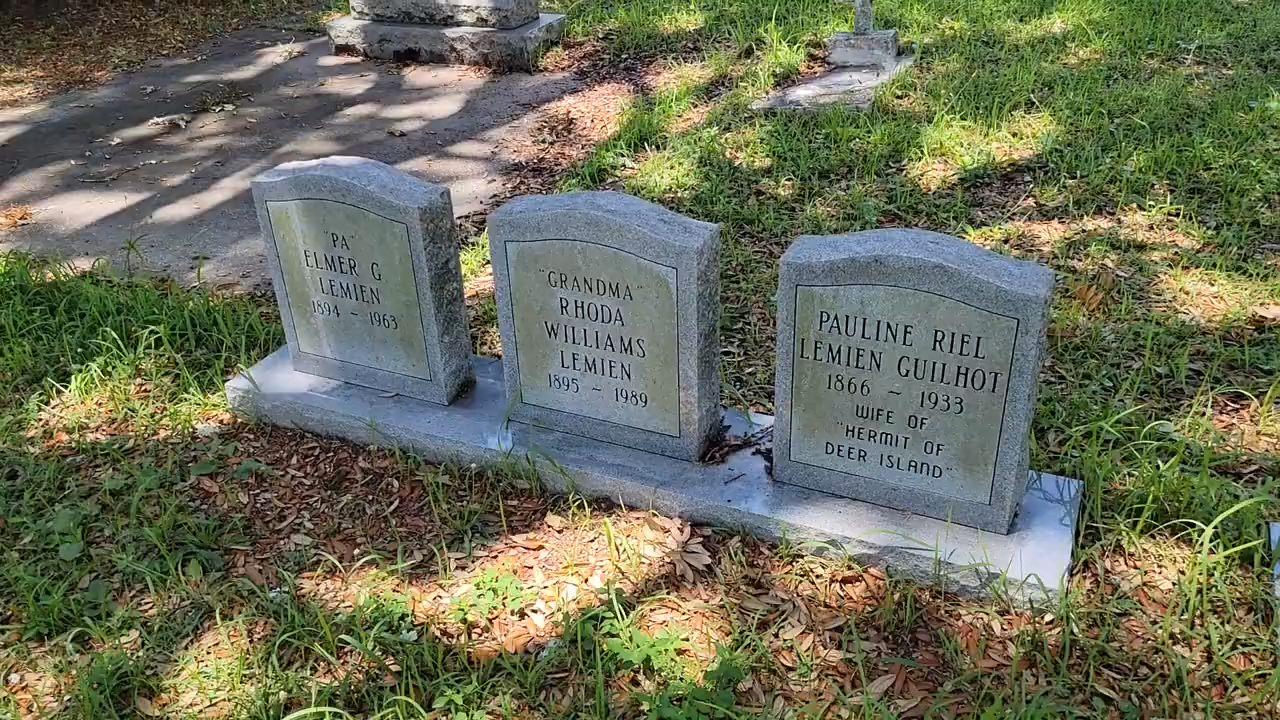 "PA"
ELMER G
LEMIEN
1894 - 1963
"GRANDMA"
RHODA
WILLIAMS
LEMIEN
1895 - 1989
PAULINE RIEL
LEMIEN GUILHOT
1866 - 1933
WIFE OF
"HERMIT OF
DEER ISLAND"